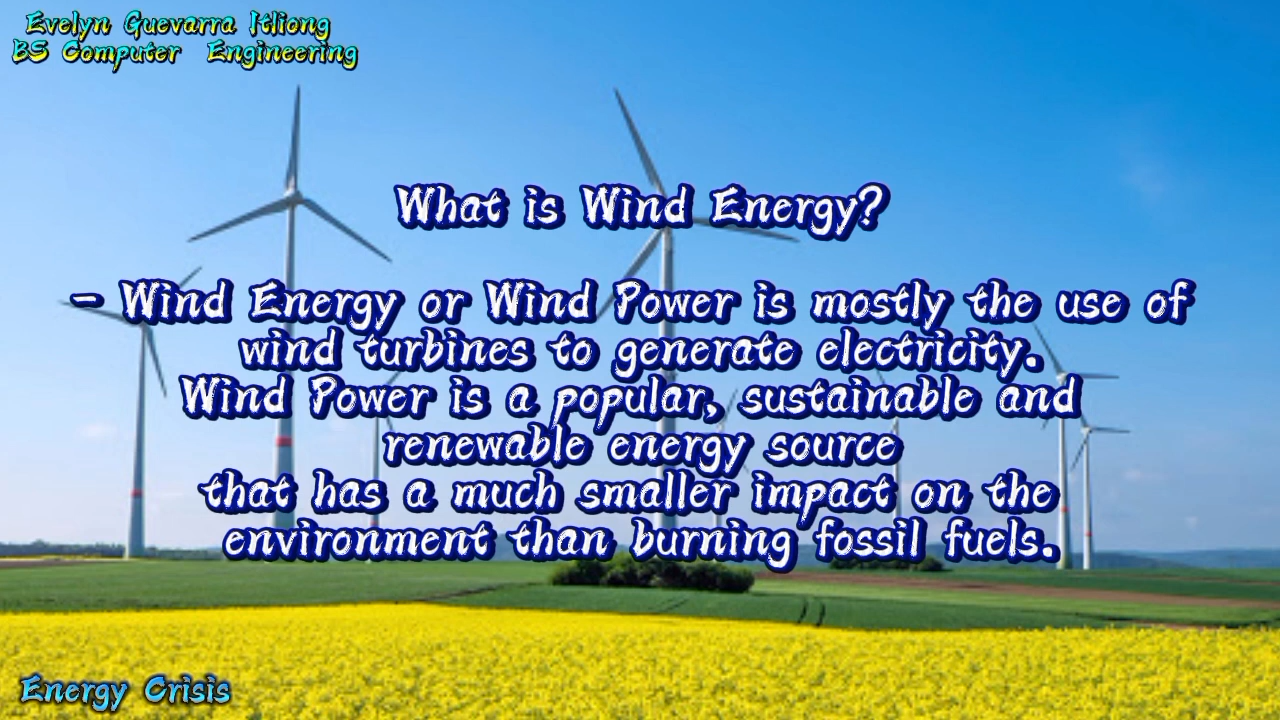 Evelyn Guevarra Itliong
BS Computer Engineering
What is Wind Energy?
- Wind Energy or Wind Power is mostly the use of
wind turbines to generate electricity.
Wind Power is a popular, sustainable and
renewable energy source
that has a much smaller impact on the
environment than burning fossil fuels.
Energy Crisis